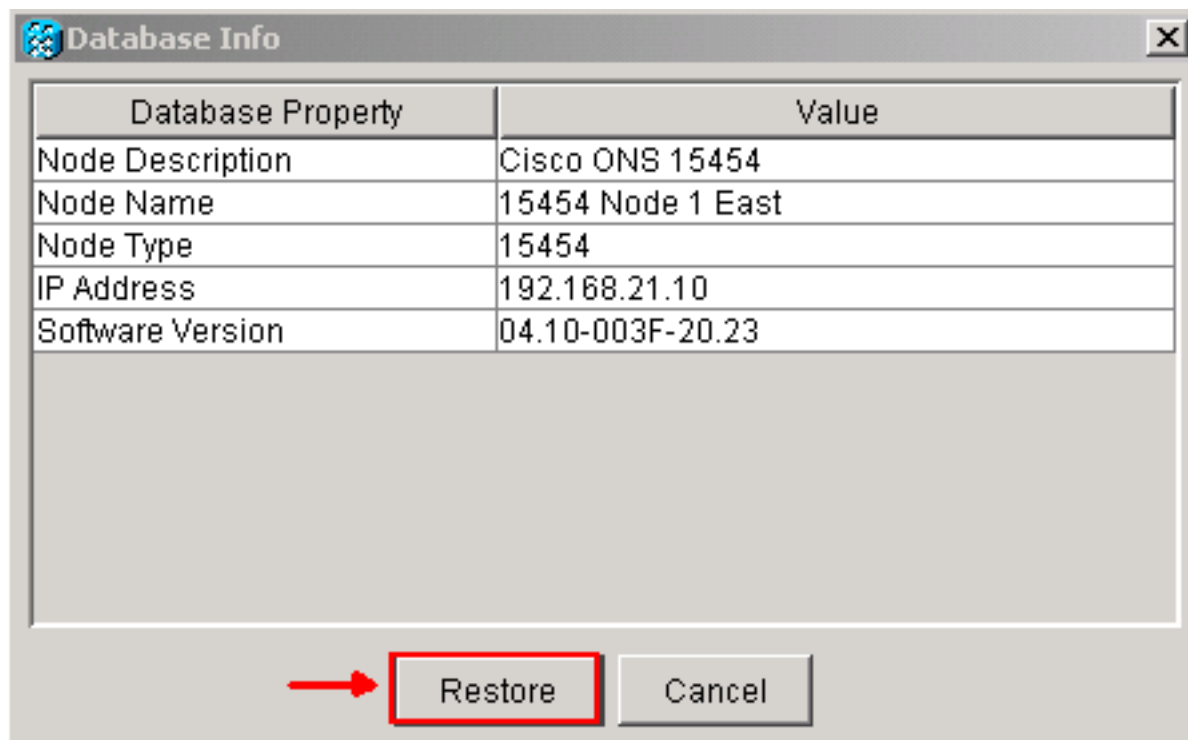 Database Info
Database Property Value
Node Description Cisco ONS 15454
Node Name 15454 Node 1 East
Node Type 15454
IP Address 192.168.21.10
Software Version 04.10-003F-20.23
Restore Cancel